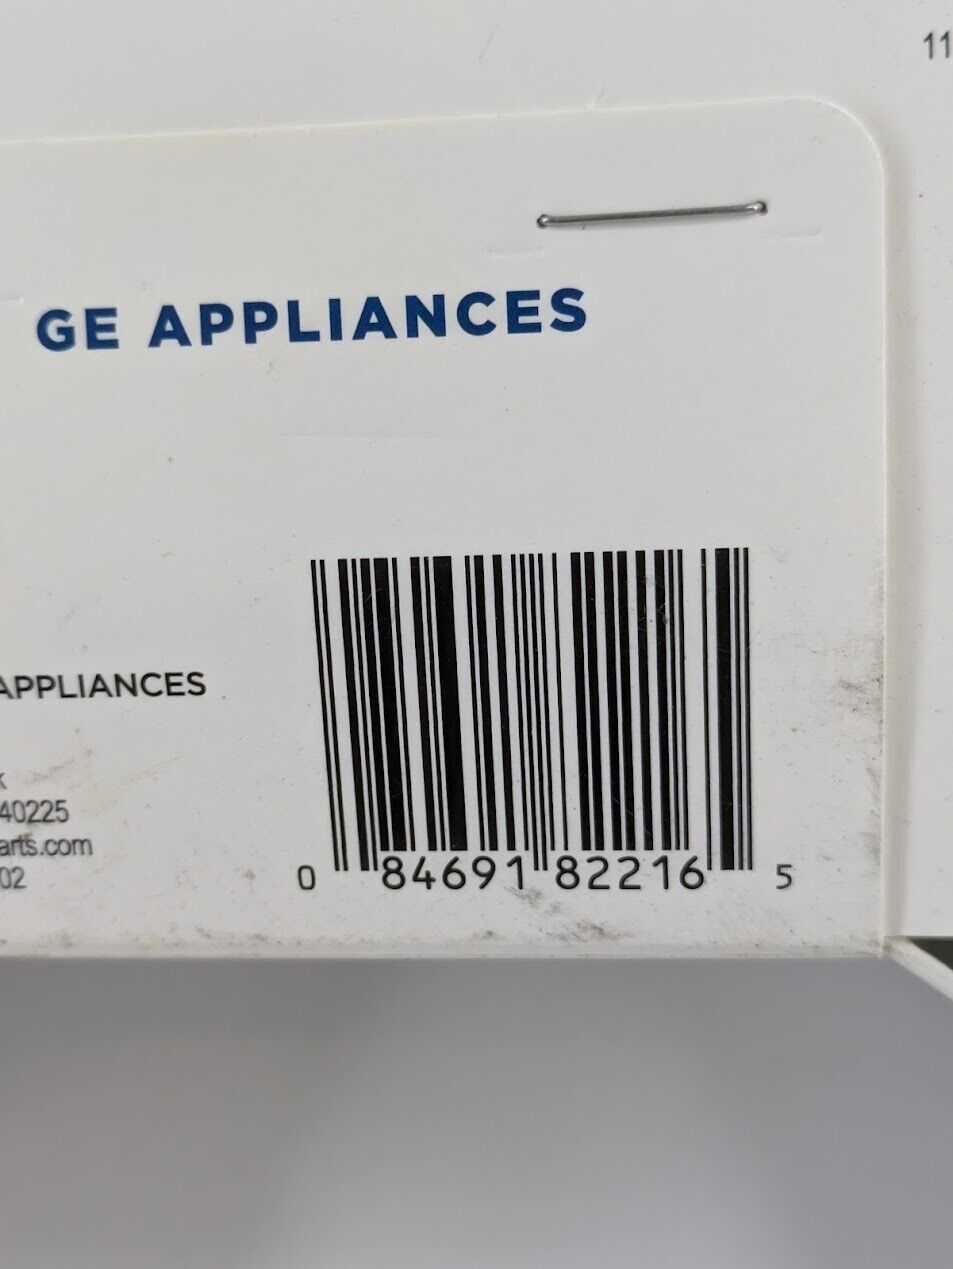 11
GE APPLIANCES
APPLIANCES
k
40225
arts.com
02
0 84691 82216 5